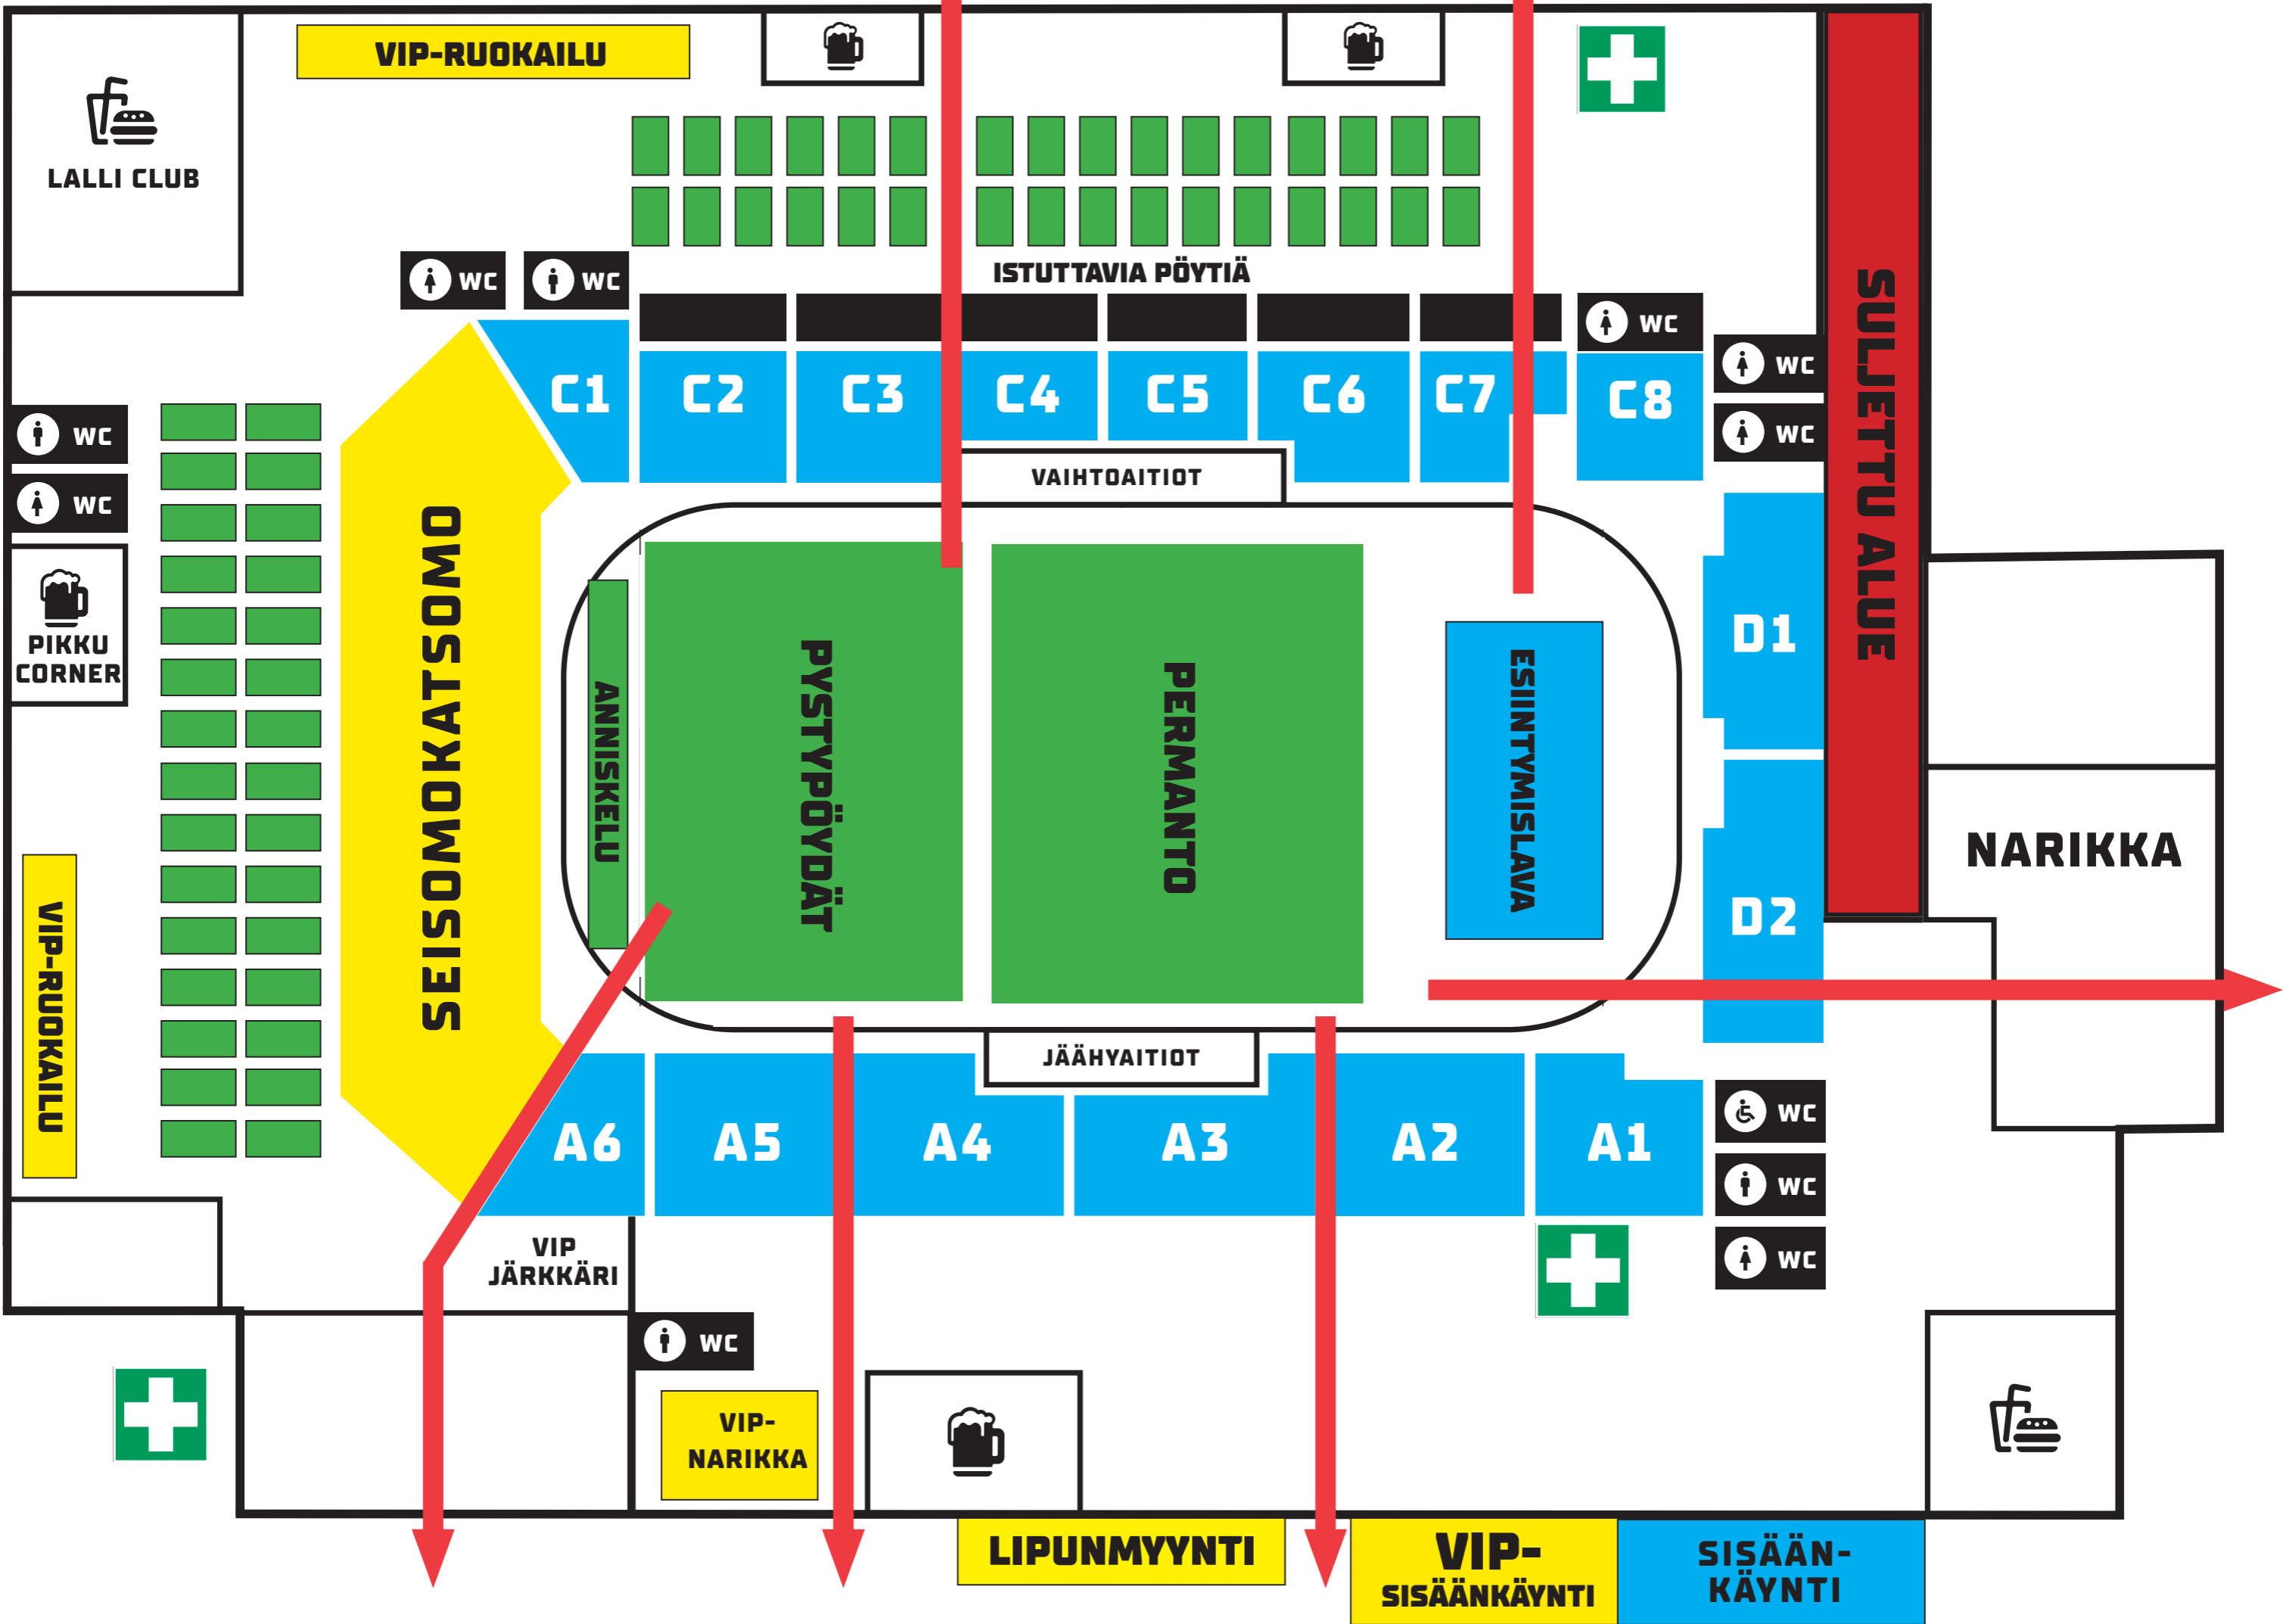 VIP-RUOKAILU
LALLI CLUB
WC
WC
ISTUTTAVIA PÖYTIÄ
WC
WC
WC
C1
C2
C3
C4
C5
C6
C7
C8
VAIHTOAITIOT
SULJETTU ALUE
WC
WC
PIKKU
CORNER
SEISOMOKATSOMO
ANNISKELU
PYSTYPÖYDÄT
PERMANTO
ESIINTYMISLAVA
D1
D2
NARIKKA
VIP-RUOKAILU
JÄÄHYAITIOT
A6
A5
A4
A3
A2
A1
WC
WC
WC
VIP
JÄRKKÄRI
WC
VIP-
NARIKKA
LIPUNMYYNTI
VIP-
SISÄÄNKÄYNTI
SISÄÄN-
KÄYNTI